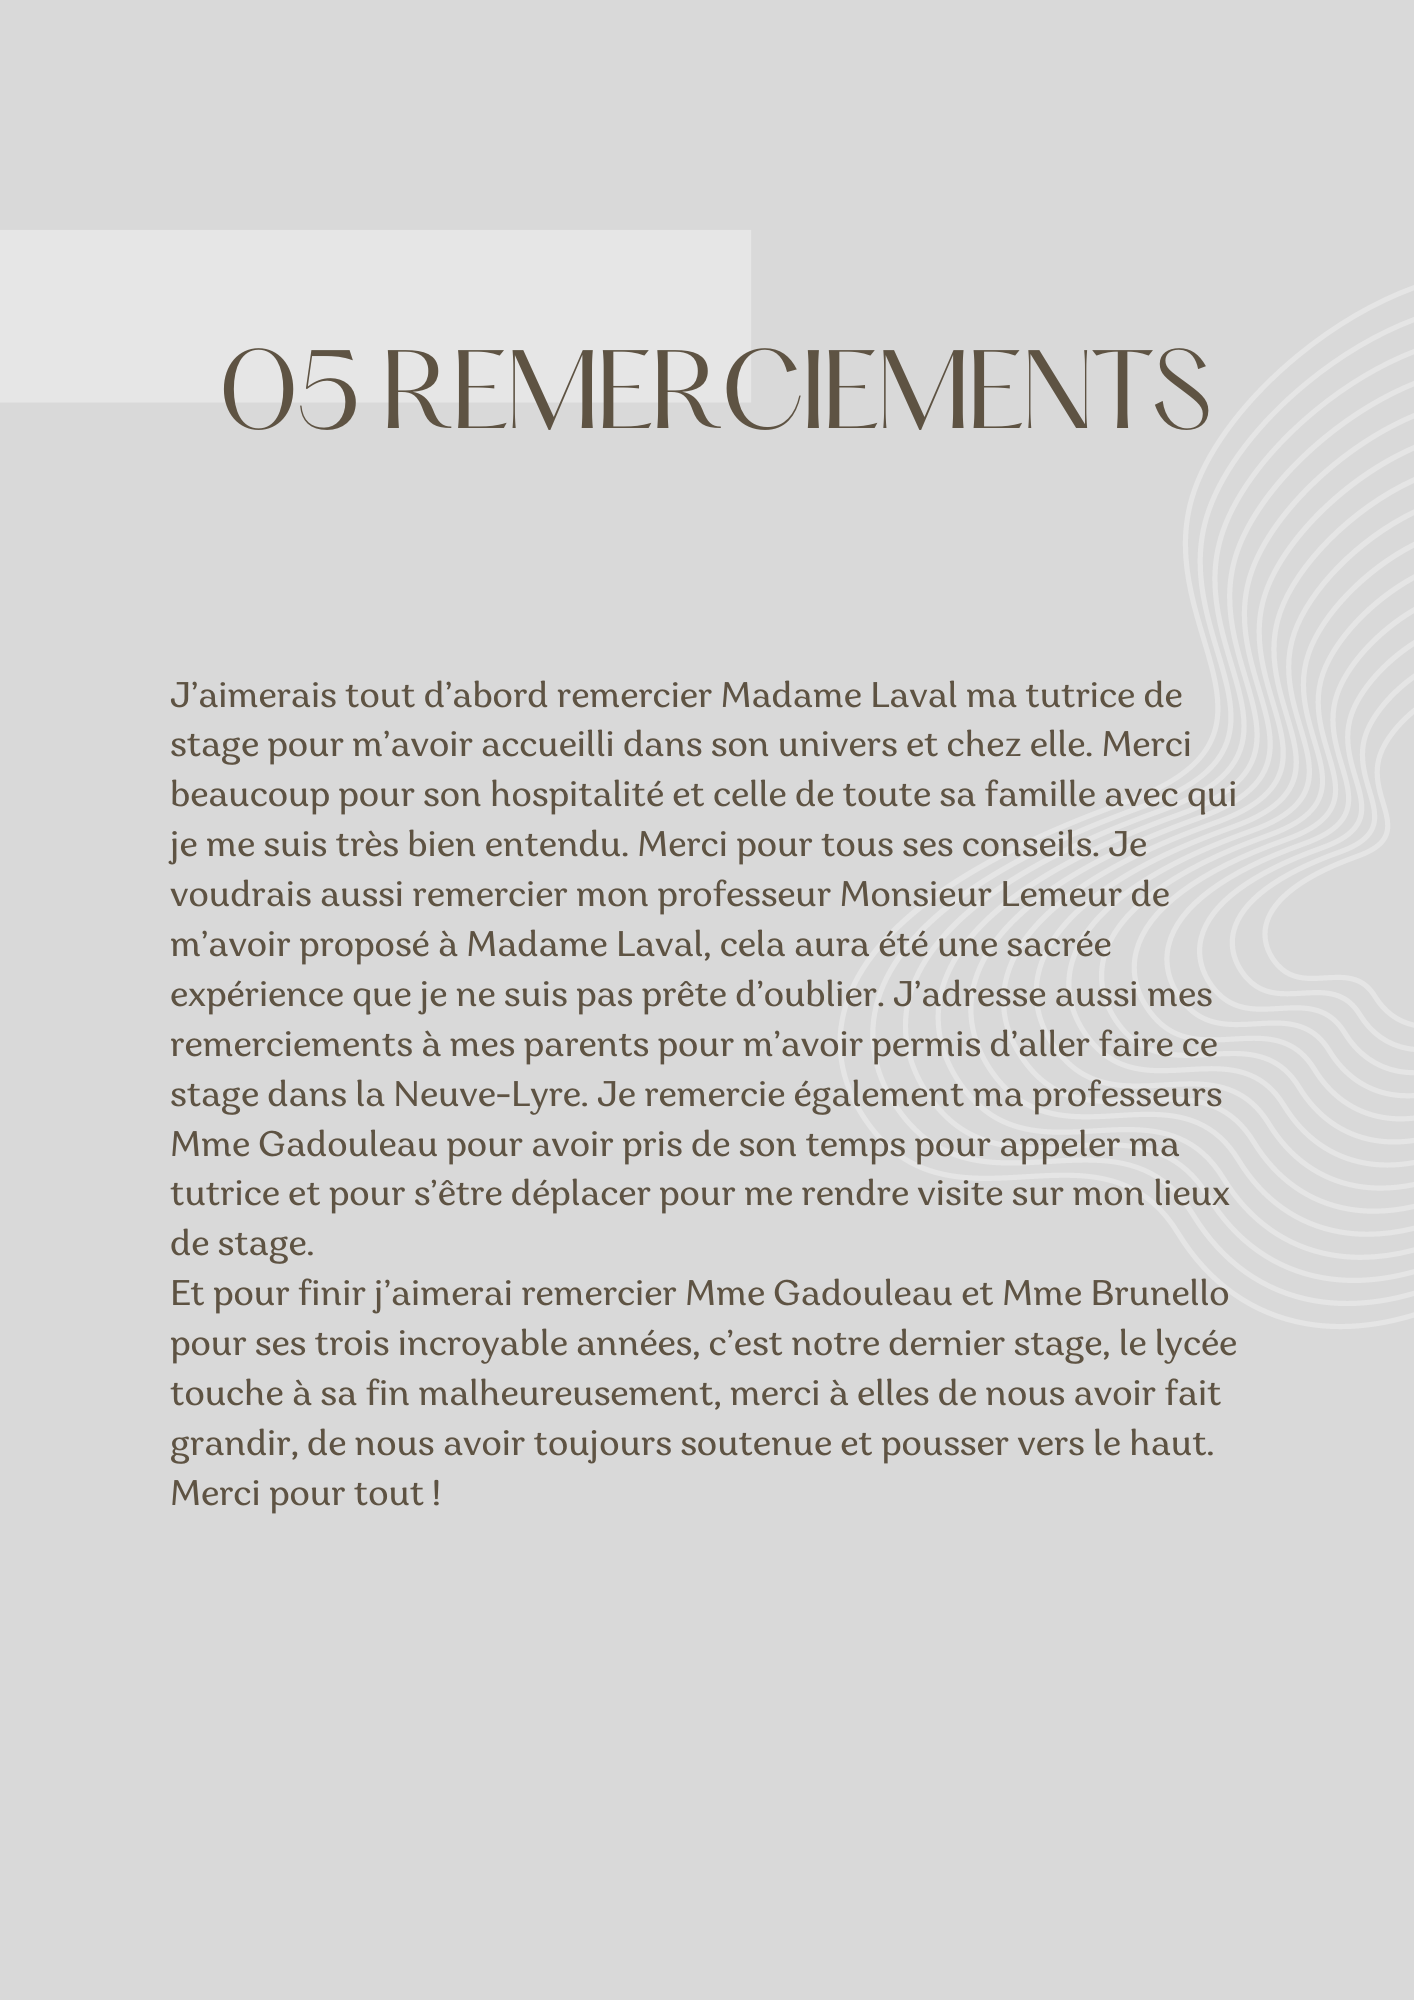 05 REMERCIEMENTS
J’aimerais tout d’abord remercier Madame Laval ma tutrice de
stage pour m’avoir accueilli dans son univers et chez elle. Merci
beaucoup pour son hospitalité et celle de toute sa famille avec qui
je me suis très bien entendu. Merci pour tous ses conseils. Je
voudrais aussi remercier mon professeur Monsieur Lemeur de
m’avoir proposé à Madame Laval, cela aura été une sacrée
expérience que je ne suis pas prête d’oublier. J’adresse aussi mes
remerciements à mes parents pour m’avoir permis d’aller faire ce
stage dans la Neuve-Lyre. Je remercie également ma professeurs
Mme Gadouleau pour avoir pris de son temps pour appeler ma
tutrice et pour s’être déplacer pour me rendre visite sur mon lieux
de stage.
Et pour finir j’aimerai remercier Mme Gadouleau et Mme Brunello
pour ses trois incroyable années, c’est notre dernier stage, le lycée
touche à sa fin malheureusement, merci à elles de nous avoir fait
grandir, de nous avoir toujours soutenue et pousser vers le haut.
Merci pour tout !